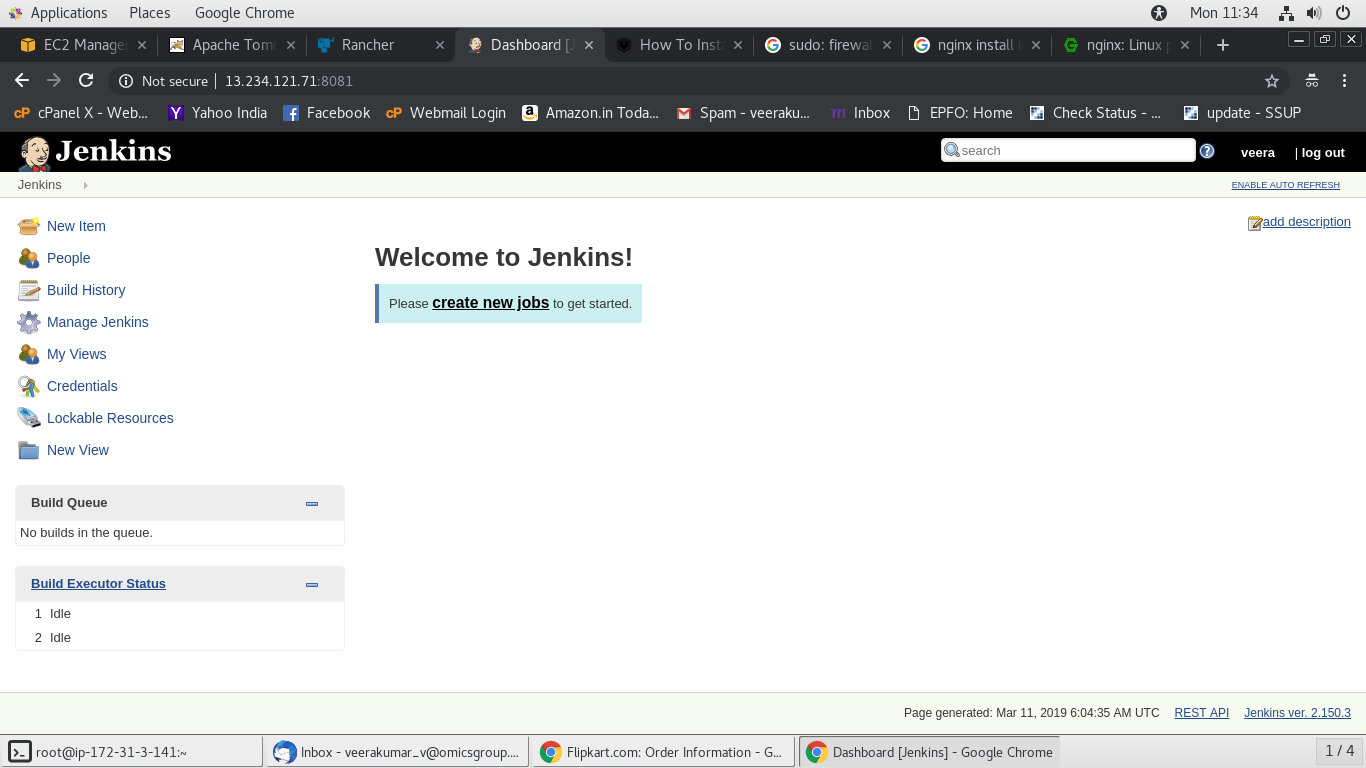 Applications Places Google Chrome Mon 11:34
EC2 Manage Apache Tom Rancher Dashboard [J How To Inst sudo: firewal nginx install nginx: Linux p
Not secure | 13.234.121.71:8081
cPanel X - Web... Yahoo India Facebook Webmail Login Amazon.in Toda... Spam - veeraku... Inbox EPFO: Home Check Status - ... update - SSUP
Jenkins search veera | log out
Jenkins ENABLE AUTO REFRESH
add description
New Item
People
Build History
Manage Jenkins
My Views
Credentials
Lockable Resources
New View
Welcome to Jenkins!
Please create new jobs to get started.
Build Queue
No builds in the queue.
Build Executor Status
1 Idle
2 Idle
Page generated: Mar 11, 2019 6:04:35 AM UTC REST API Jenkins ver. 2.150.3
root@ip-172-31-3-141:~ Inbox - veerakumar_v@omicsgroup.... Flipkart.com: Order Information - G... Dashboard [Jenkins] - Google Chrome 1 / 4